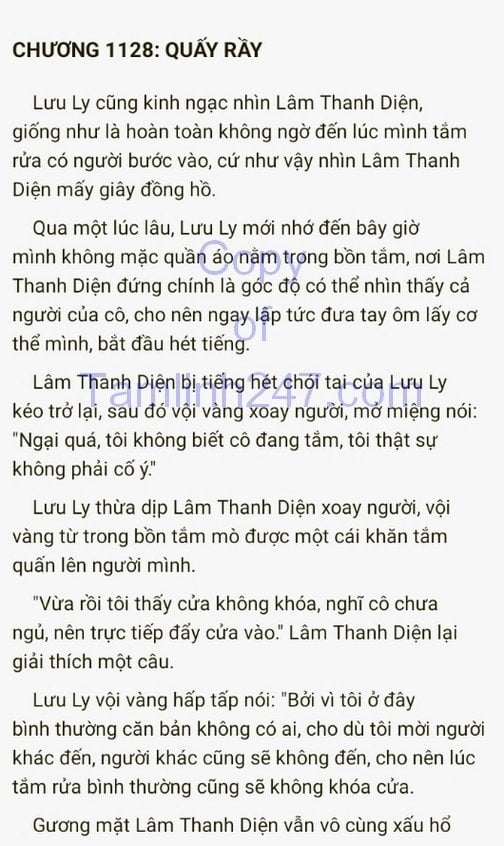 CHƯƠNG 1128: QUẤY RẦY
Lưu Ly cũng kinh ngạc nhìn Lâm Thanh Diện,
giống như là hoàn toàn không ngờ đến lúc mình tắm
rửa có người bước vào, cứ như vậy nhìn Lâm Thanh
Diện mấy giây đồng hồ.
Qua một lúc lâu, Lưu Ly mới nhớ đến bây giờ
mình không mặc quần áo nằm trong bồn tắm, nơi Lâm
Thanh Diện đứng chính là góc độ có thể nhìn thấy cả
người của cô, cho nên ngay lập tức đưa tay ôm lấy cơ
thể mình, bắt đầu hét tiếng.
Lâm Thanh Diện bị tiếng hét chói tai của Lưu Ly
kéo trở lại, sau đó vội vàng xoay người, mở miệng nói:
"Ngại quá, tôi không biết cô đang tắm, tôi thật sự
không phải cố ý."
Lưu Ly thừa dịp Lâm Thanh Diện xoay người, vội
vàng từ trong bồn tắm mò được một cái khăn tắm
quấn lên người mình.
"Vừa rồi tôi thấy cửa không khóa, nghĩ cô chưa
ngủ, nên trực tiếp đẩy cửa vào." Lâm Thanh Diện lại
giải thích một câu.
Lưu Ly vội vàng hấp tấp nói: "Bởi vì tôi ở đây
bình thường căn bản không có ai, cho dù tôi mời người
khác đến, người khác cũng sẽ không đến, cho nên lúc
tắm rửa bình thường cũng sẽ không khóa cửa.
Gương mặt Lâm Thanh Diện vẫn vô cùng xấu hổ
Copy
of
Tamlinh247.com